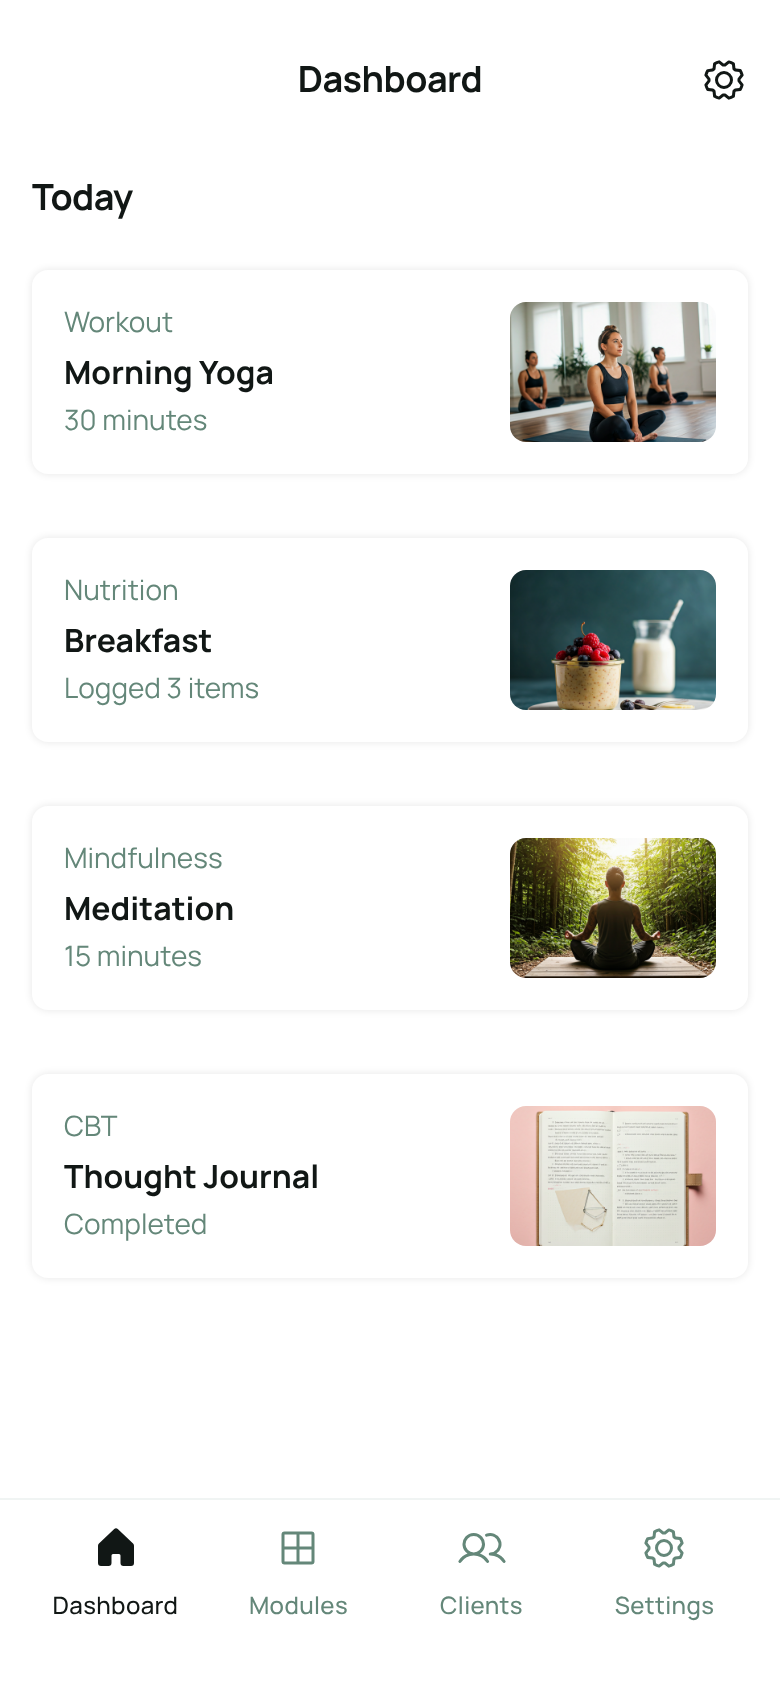 Dashboard
Today
Workout
Morning Yoga
30 minutes
Nutrition
Breakfast
Logged 3 items
Mindfulness
Meditation
15 minutes
CBT
Thought Journal
Completed
Dashboard
Modules
Clients
Settings